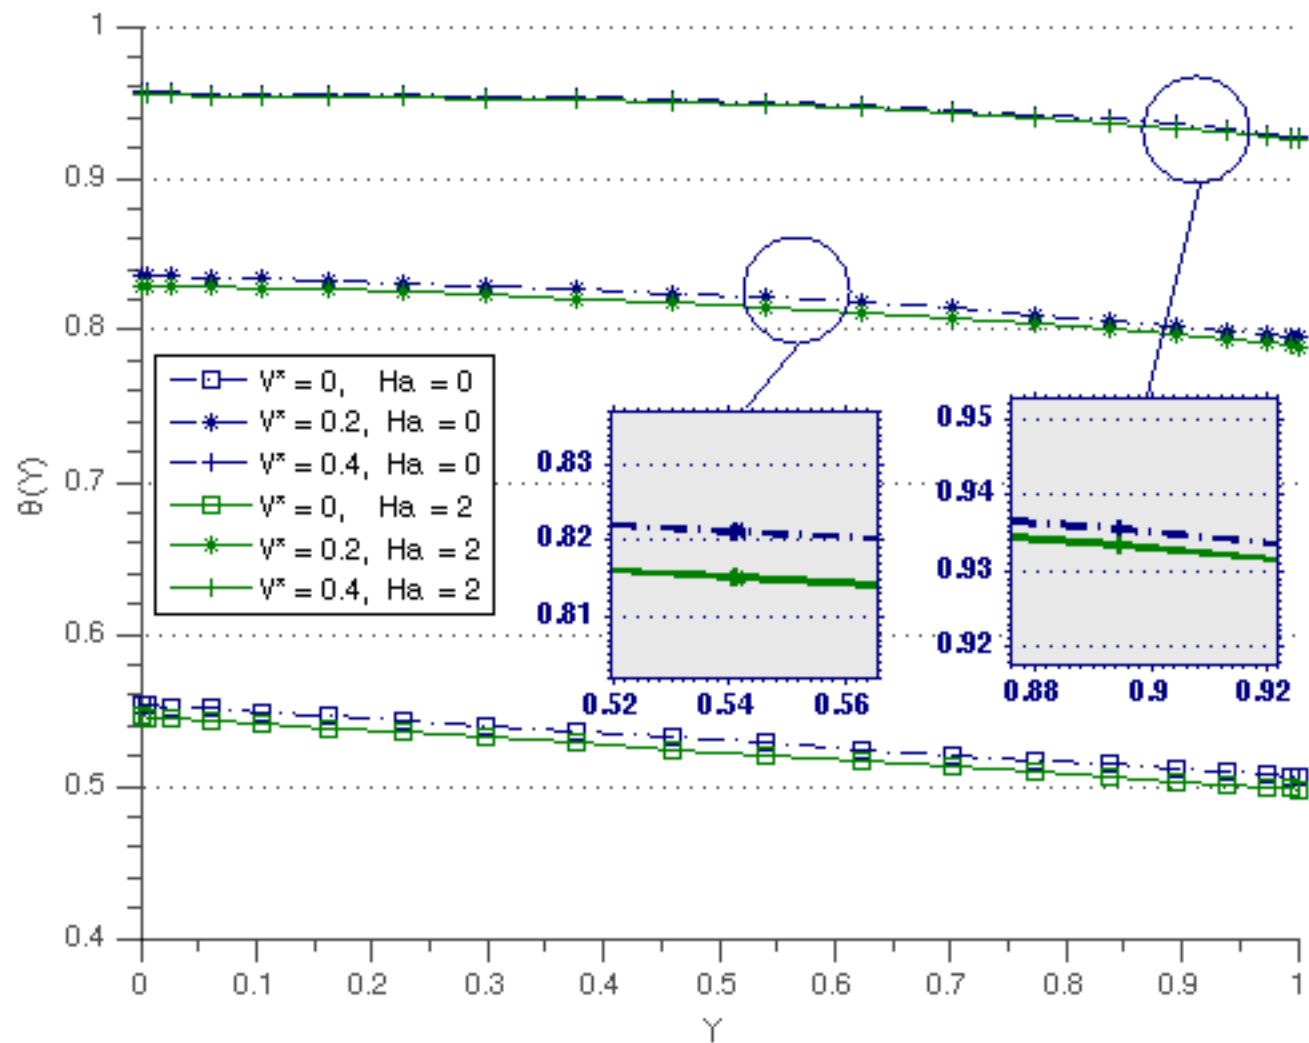 1
0.9
0.8
0.7
0.6
0.5
0.4
θ(Y)
V* = 0, Ha = 0
V* = 0.2, Ha = 0
V* = 0.4, Ha = 0
V* = 0, Ha = 2
V* = 0.2, Ha = 2
V* = 0.4, Ha = 2
0.83
0.82
0.81
0.52 0.54 0.56
0.95
0.94
0.93
0.92
0.88 0.9 0.92
0 0.1 0.2 0.3 0.4 0.5 0.6 0.7 0.8 0.9 1
Y